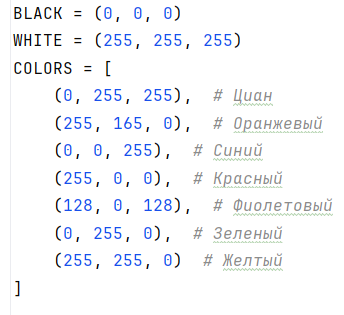 BLACK = (0, 0, 0)
WHITE = (255, 255, 255)
COLORS = [
    (0, 255, 255),  # Циан
    (255, 165, 0),  # Оранжевый
    (0, 0, 255),  # Синий
    (255, 0, 0),  # Красный
    (128, 0, 128),  # Фиолетовый
    (0, 255, 0),  # Зеленый
    (255, 255, 0)  # Желтый
]